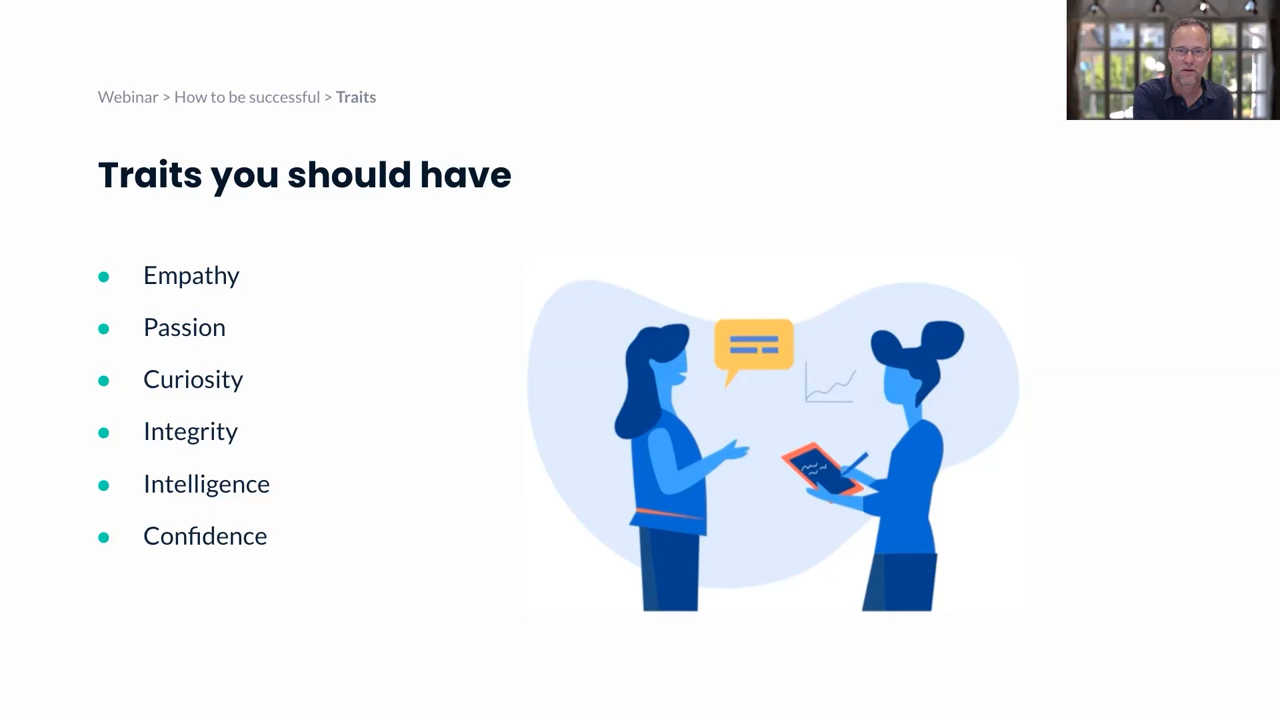 Webinar > How to be successful > Traits
Traits you should have
Empathy
Passion
Curiosity
Integrity
Intelligence
Confidence